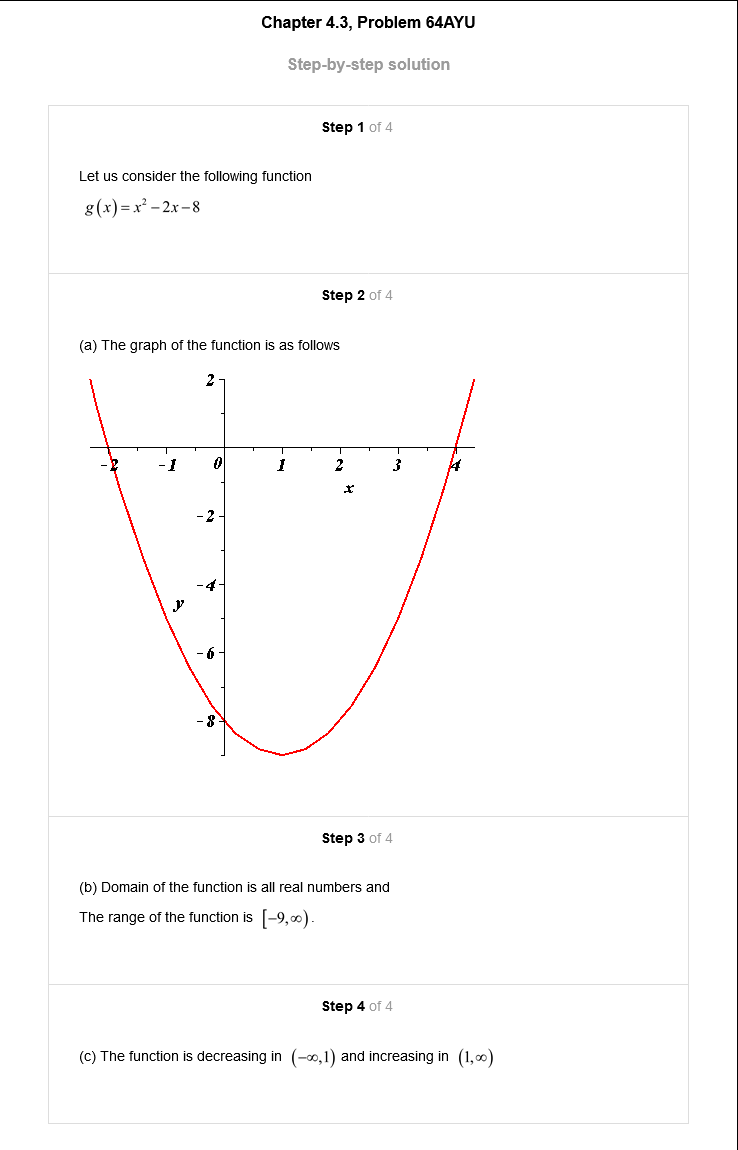 Chapter 4.3, Problem 64AYU
Step-by-step solution
Step 1 of 4
Let us consider the following function
g(x) = x² − 2x − 8
Step 2 of 4
(a) The graph of the function is as follows
2
-2 -1 0 1 2 3 4
x
-2
-4
y
-6
-8
Step 3 of 4
(b) Domain of the function is all real numbers and
The range of the function is [−9,∞).
Step 4 of 4
(c) The function is decreasing in (−∞,1) and increasing in (1,∞)